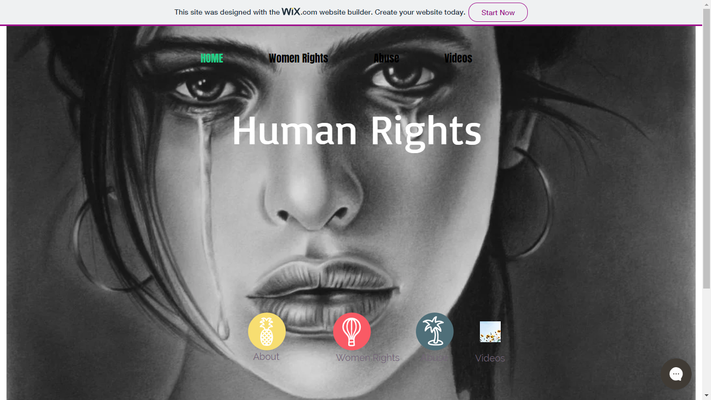 This site was designed with the WiX.com website builder. Create your website today. Start Now
HOME Women Rights Abuse Videos
Human Rights
About Women Rights Videos